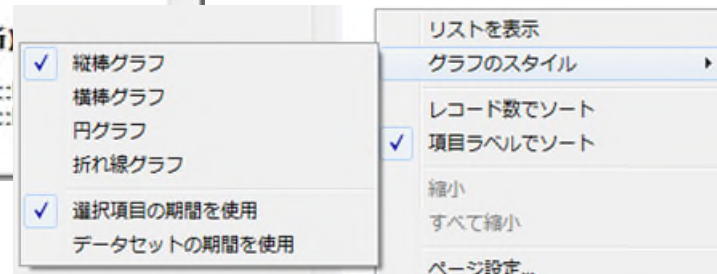 リストを表示
グラフのスタイル
レコード数でソート
項目ラベルでソート
縮小
すべて縮小
ページ設定...
縦棒グラフ
横棒グラフ
円グラフ
折れ線グラフ
選択項目の期間を使用
データセットの期間を使用